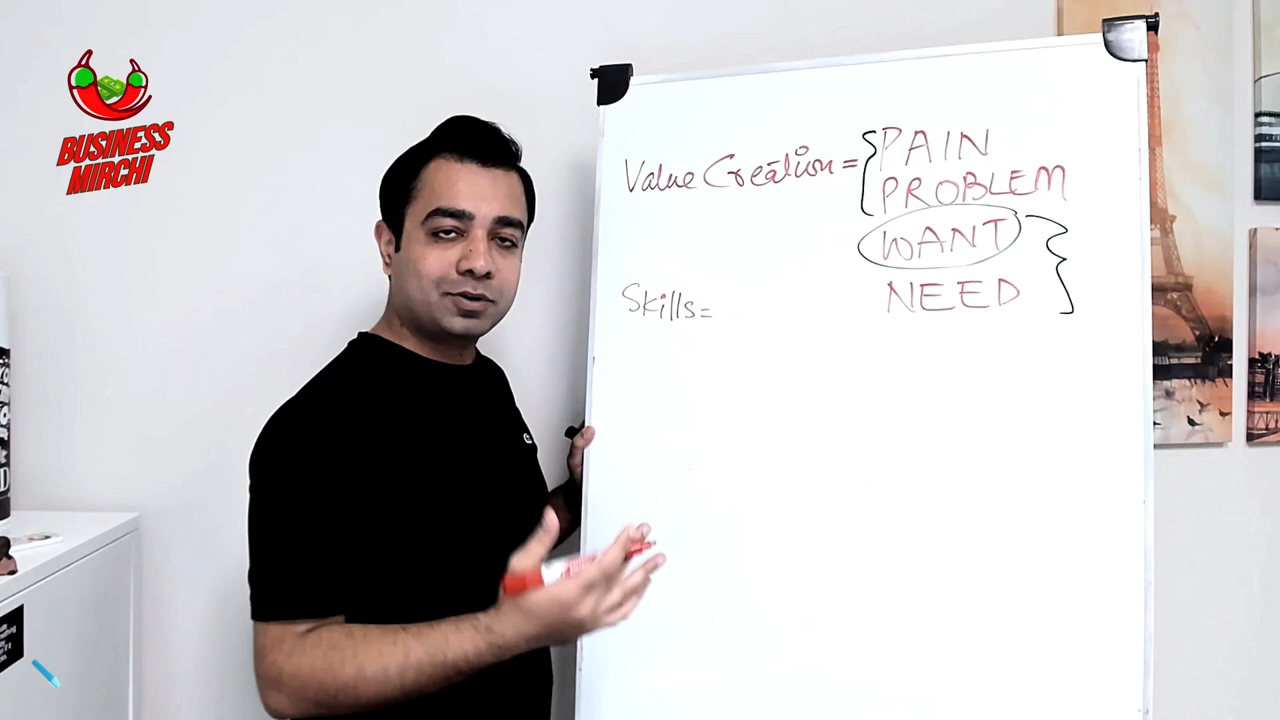 BUSINESS
MIRCHI
Value Creation = { PAIN
PROBLEM
WANT
NEED }
Skills=